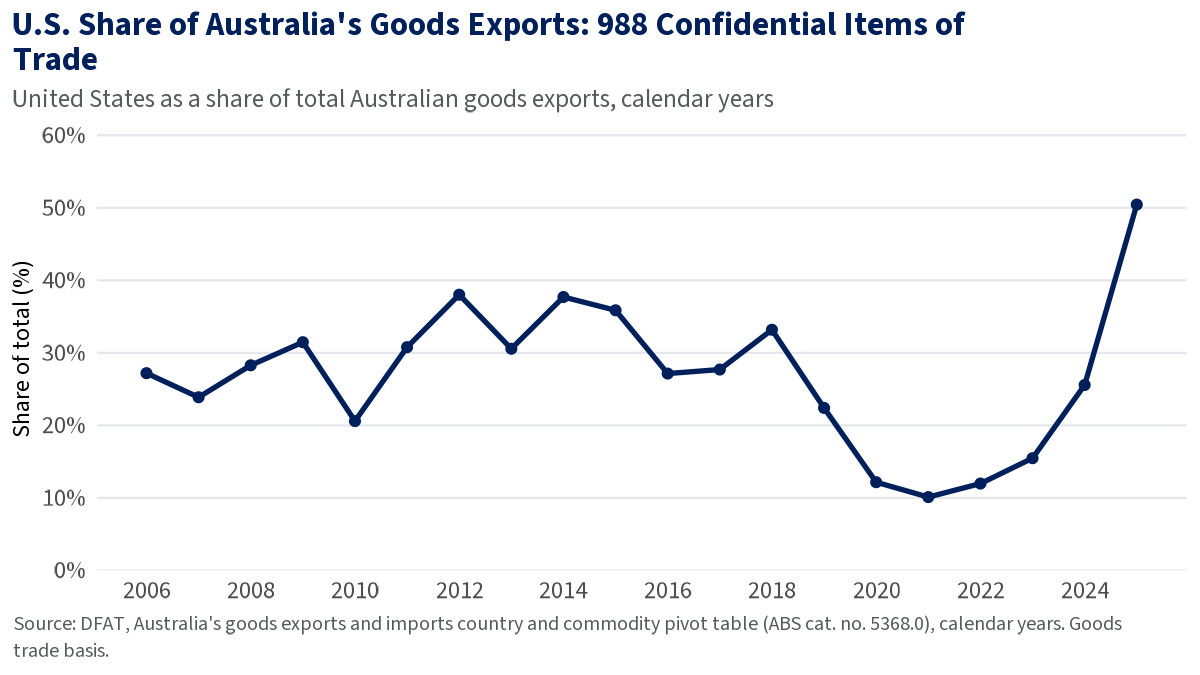 U.S. Share of Australia's Goods Exports: 988 Confidential Items of
Trade
United States as a share of total Australian goods exports, calendar years
60%
50%
40%
30%
20%
10%
0%
Share of total (%)
2006 2008 2010 2012 2014 2016 2018 2020 2022 2024
Source: DFAT, Australia's goods exports and imports country and commodity pivot table (ABS cat. no. 5368.0), calendar years. Goods
trade basis.